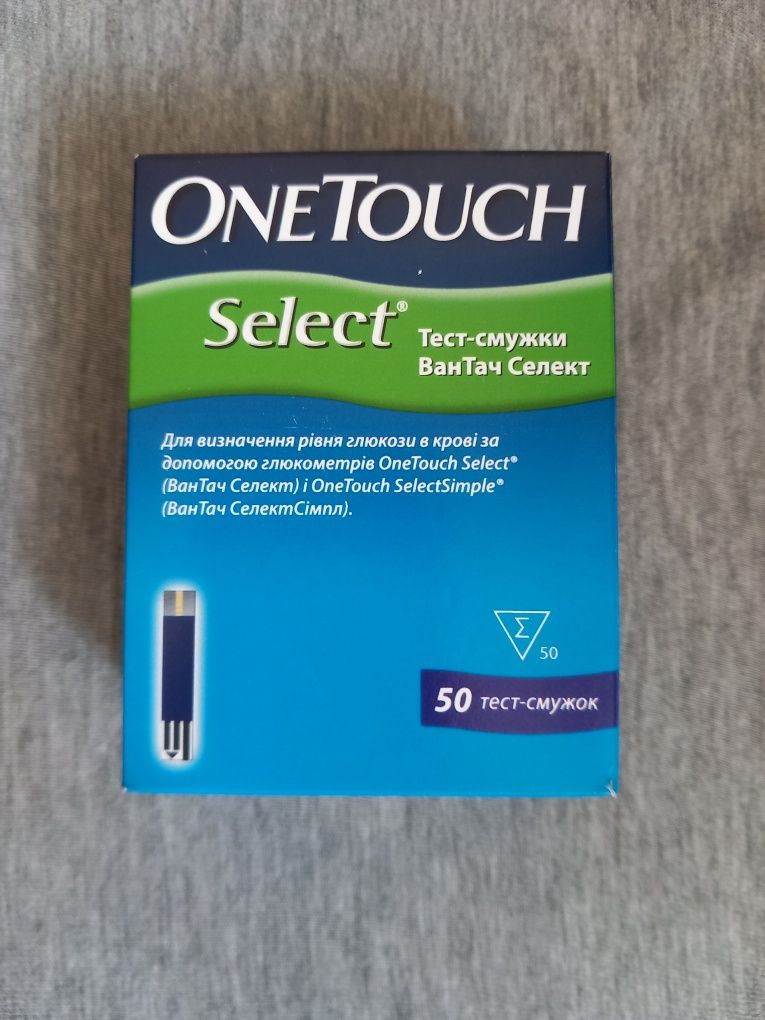 ONETOUCH
Select®
Тест-смужки
ВанТач Селект
Для визначення рівня глюкози в крові за
допомогою глюкометрів OneTouch Select®
(ВанТач Селект) і OneTouch SelectSimple®
(ВанТач СелектСімпл).
Σ
50
50 тест-смужок